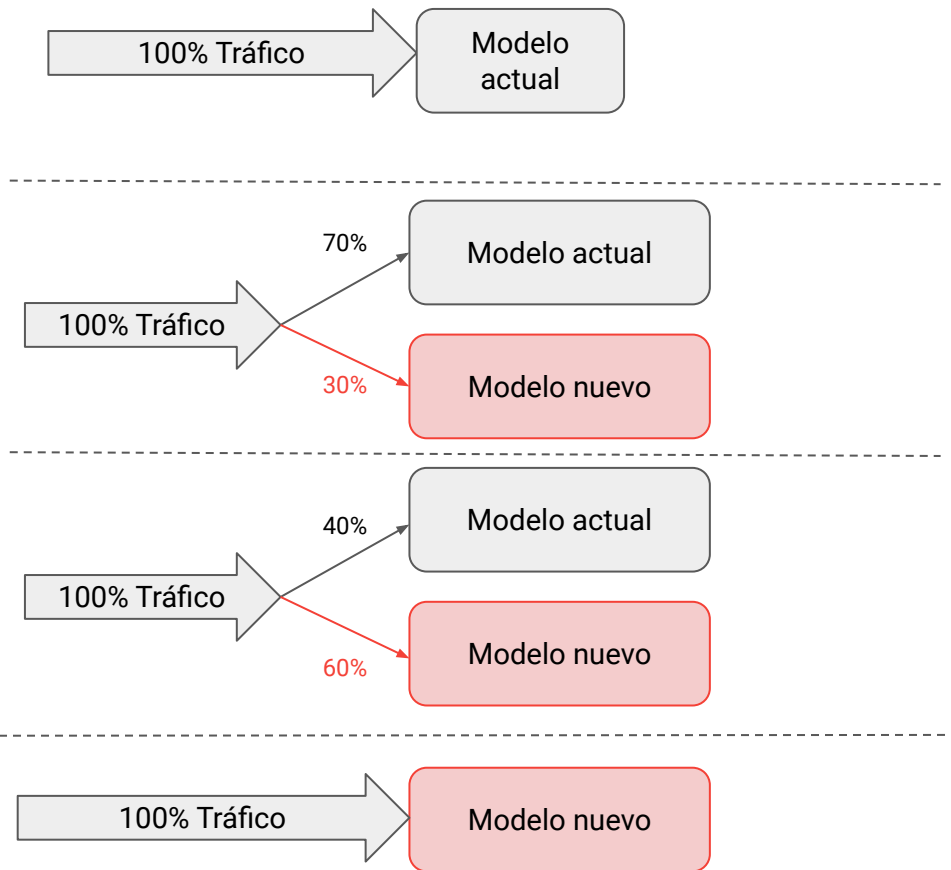 100% Tráfico
Modelo
actual
70%
Modelo actual
100% Tráfico
30%
Modelo nuevo
40%
Modelo actual
100% Tráfico
60%
Modelo nuevo
100% Tráfico
Modelo nuevo